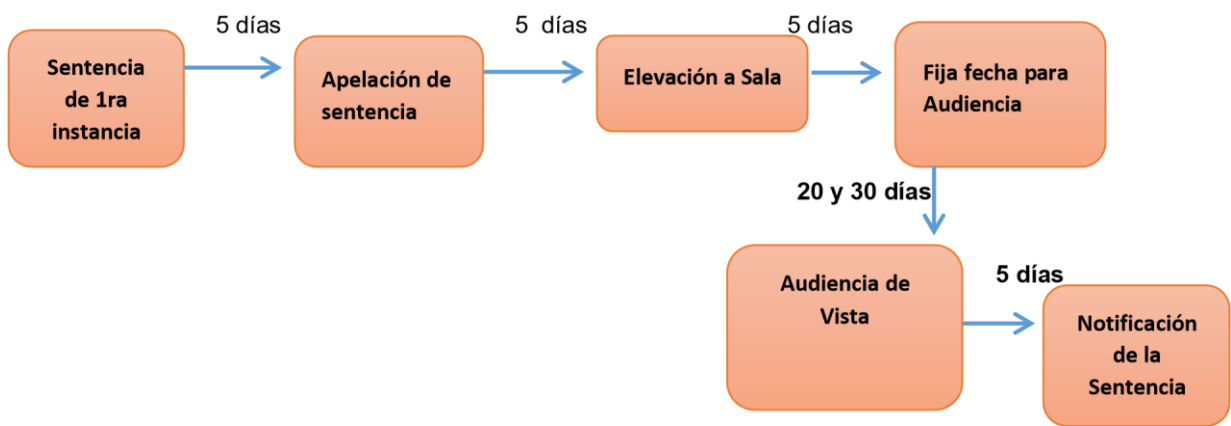 5 días
5 días
5 días
Sentencia
de 1ra
instancia
Apelación de
sentencia
Elevación a Sala
Fija fecha para
Audiencia
20 y 30 días
Audiencia de
Vista
5 días
Notificación
de la
Sentencia